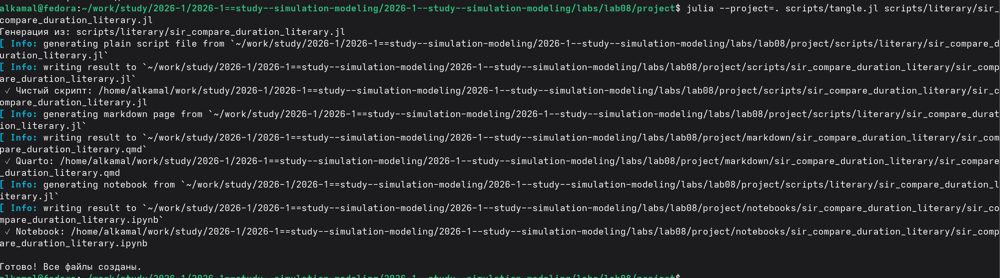 alkamal@fedora:~/work/study/2026-1/2026-1==study--simulation-modeling/2026-1--study--simulation-modeling/labs/lab08/project$ julia --project=. scripts/tangle.jl scripts/literary/sir_
compare_duration_literary.jl
Генерация из: scripts/literary/sir_compare_duration_literary.jl
[ Info: generating plain script file from `~/work/study/2026-1/2026-1==study--simulation-modeling/2026-1--study--simulation-modeling/labs/lab08/project/scripts/literary/sir_compare_d
uration_literary.jl`
[ Info: writing result to `~/work/study/2026-1/2026-1==study--simulation-modeling/2026-1--study--simulation-modeling/labs/lab08/project/scripts/sir_compare_duration_literary/sir_comp
are_duration_literary.jl`
✓ Чистый скрипт: /home/alkamal/work/study/2026-1/2026-1==study--simulation-modeling/2026-1--study--simulation-modeling/labs/lab08/project/scripts/sir_compare_duration_literary/sir_c
ompare_duration_literary.jl
[ Info: generating markdown page from `~/work/study/2026-1/2026-1==study--simulation-modeling/2026-1--study--simulation-modeling/labs/lab08/project/scripts/literary/sir_compare_durat
ion_literary.jl`
[ Info: writing result to `~/work/study/2026-1/2026-1==study--simulation-modeling/2026-1--study--simulation-modeling/labs/lab08/project/markdown/sir_compare_duration_literary/sir_com
pare_duration_literary.qmd`
✓ Quarto: /home/alkamal/work/study/2026-1/2026-1==study--simulation-modeling/2026-1--study--simulation-modeling/labs/lab08/project/markdown/sir_compare_duration_literary/sir_compare
_duration_literary.qmd
[ Info: generating notebook from `~/work/study/2026-1/2026-1==study--simulation-modeling/2026-1--study--simulation-modeling/labs/lab08/project/scripts/literary/sir_compare_duration_l
iterary.jl`
[ Info: writing result to `~/work/study/2026-1/2026-1==study--simulation-modeling/2026-1--study--simulation-modeling/labs/lab08/project/notebooks/sir_compare_duration_literary/sir_co
mpare_duration_literary.ipynb`
✓ Notebook: /home/alkamal/work/study/2026-1/2026-1==study--simulation-modeling/2026-1--study--simulation-modeling/labs/lab08/project/notebooks/sir_compare_duration_literary/sir_comp
are_duration_literary.ipynb
Готово! Все файлы созданы.
alkamal@fedora:~/work/study/2026-1/2026-1==study--simulation-modeling/2026-1--study--simulation-modeling/labs/lab08/project$